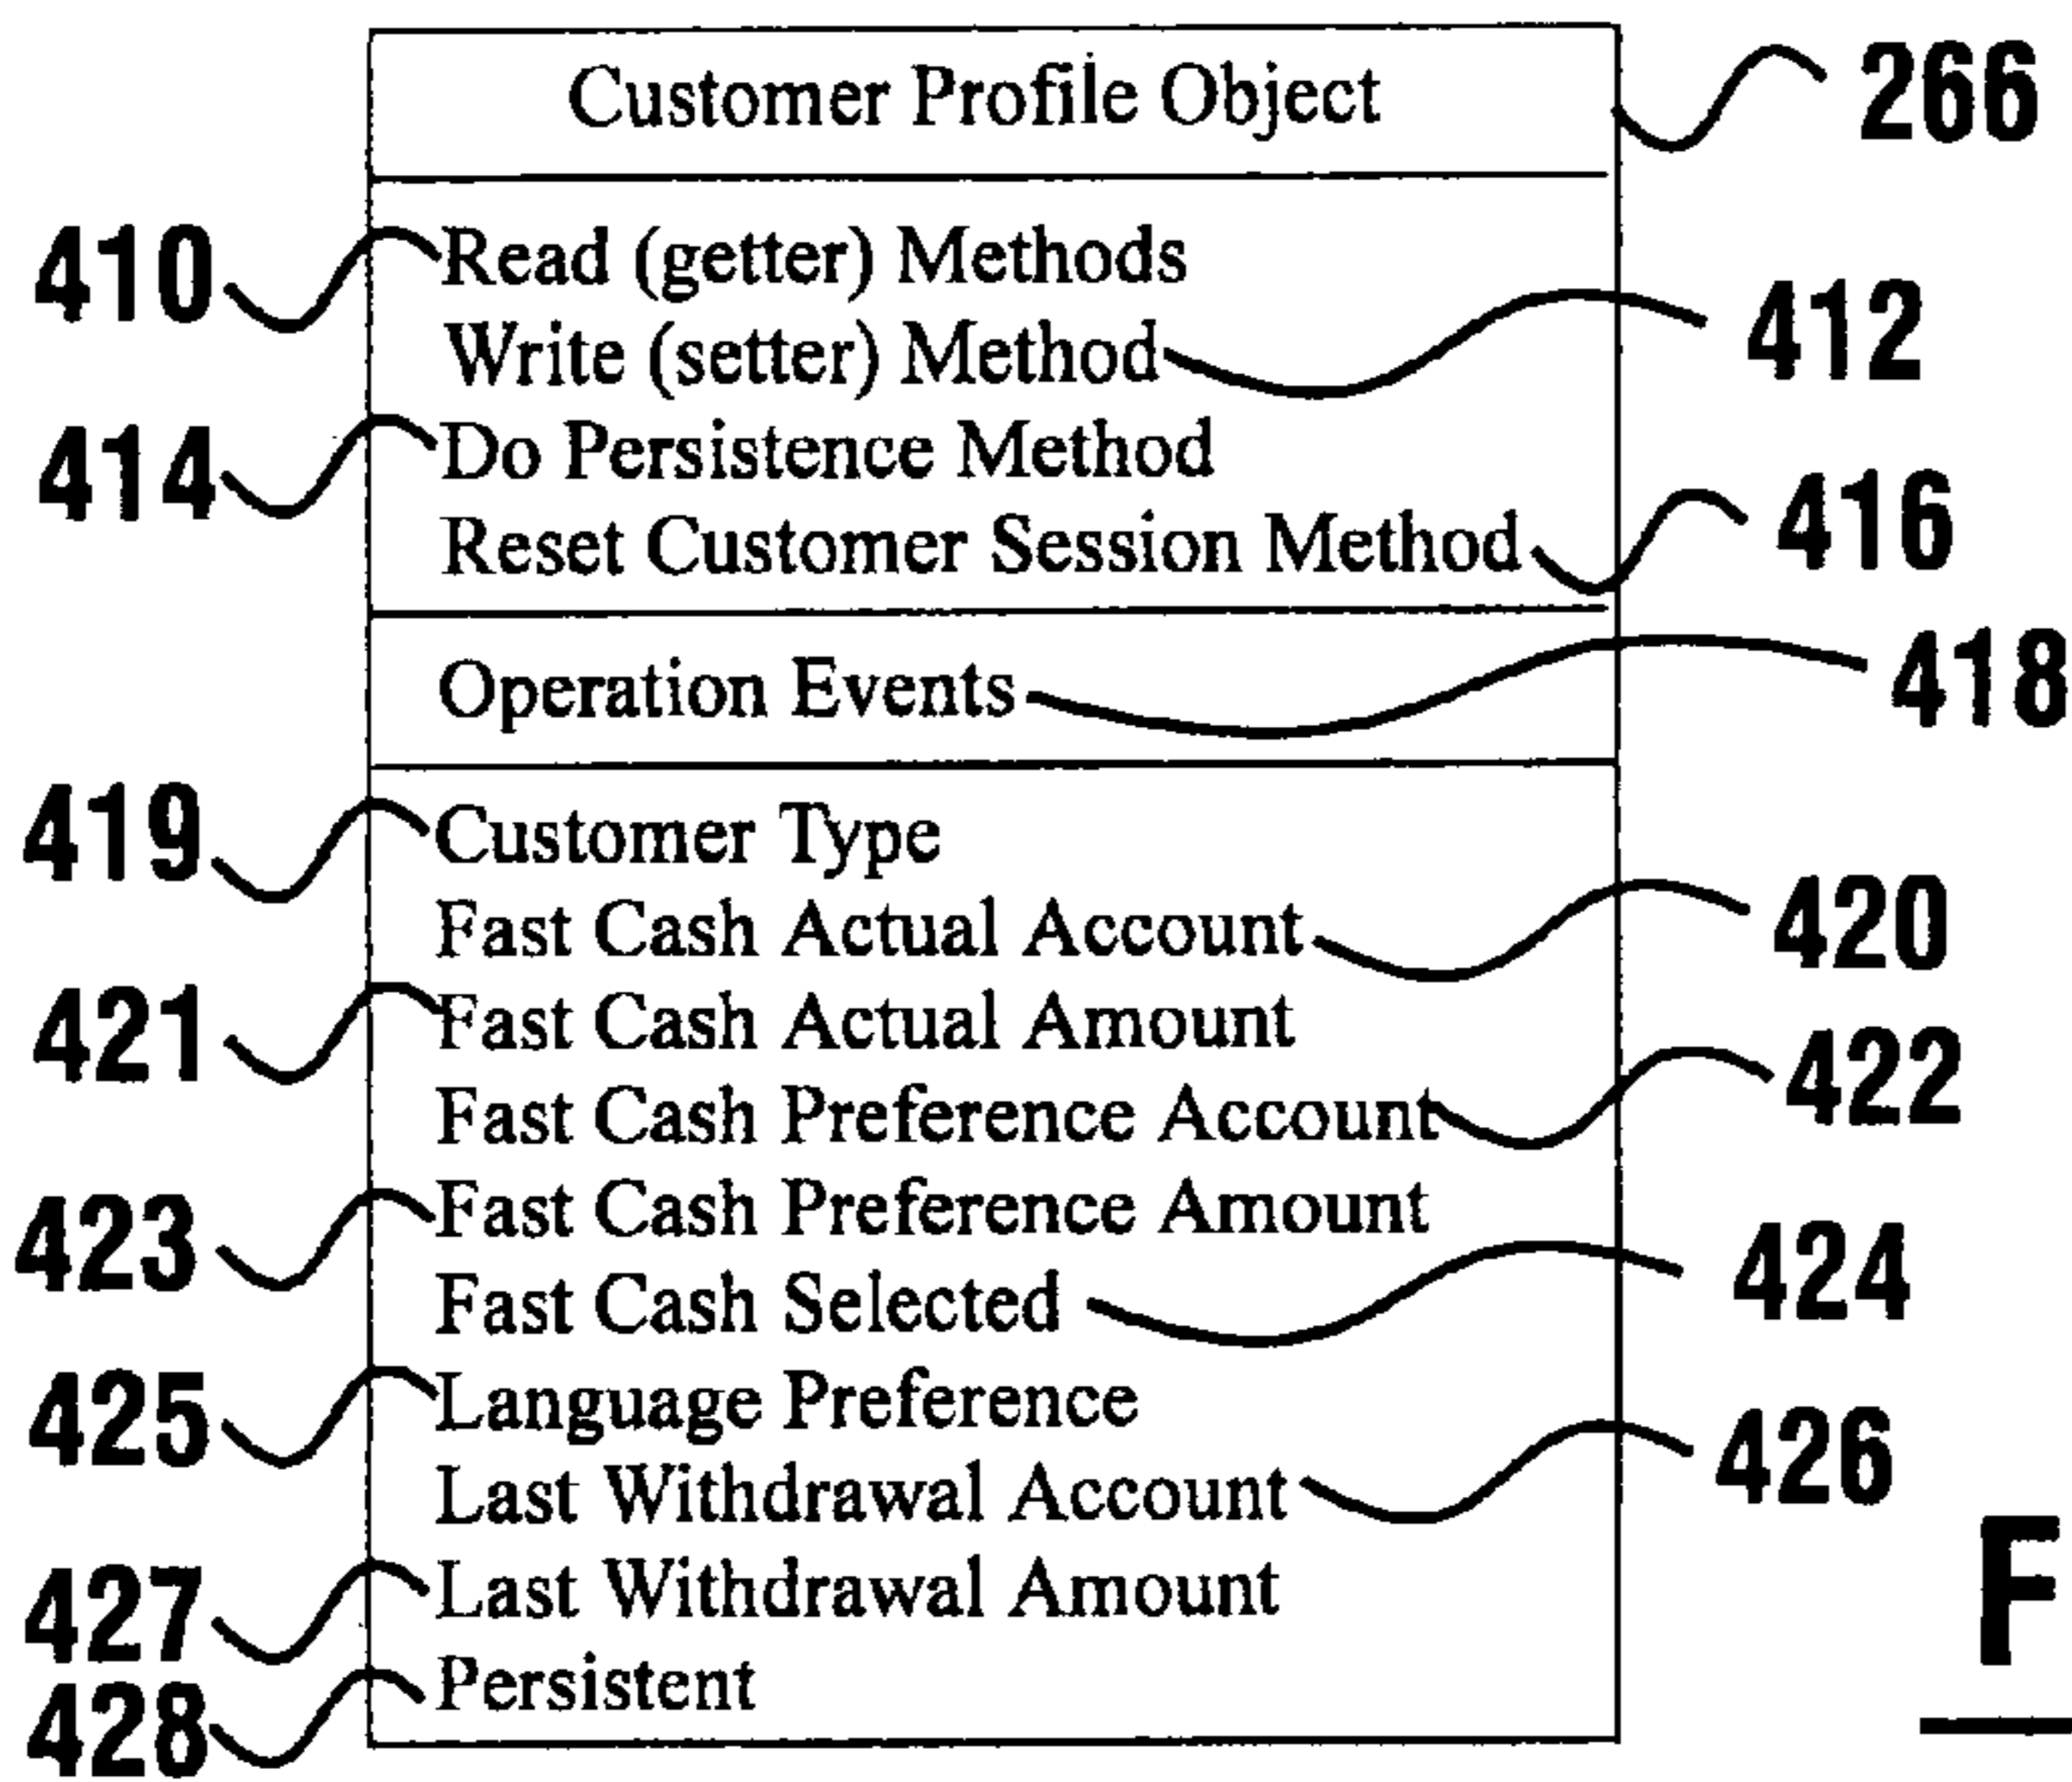 Customer Profile Object 266
410 Read (getter) Methods
Write (setter) Method 412
414 Do Persistence Method
Reset Customer Session Method 416
Operation Events 418
419 Customer Type
Fast Cash Actual Account 420
421 Fast Cash Actual Amount
Fast Cash Preference Account 422
423 Fast Cash Preference Amount
Fast Cash Selected 424
425 Language Preference
Last Withdrawal Account 426
427 Last Withdrawal Amount
428 Persistent
F